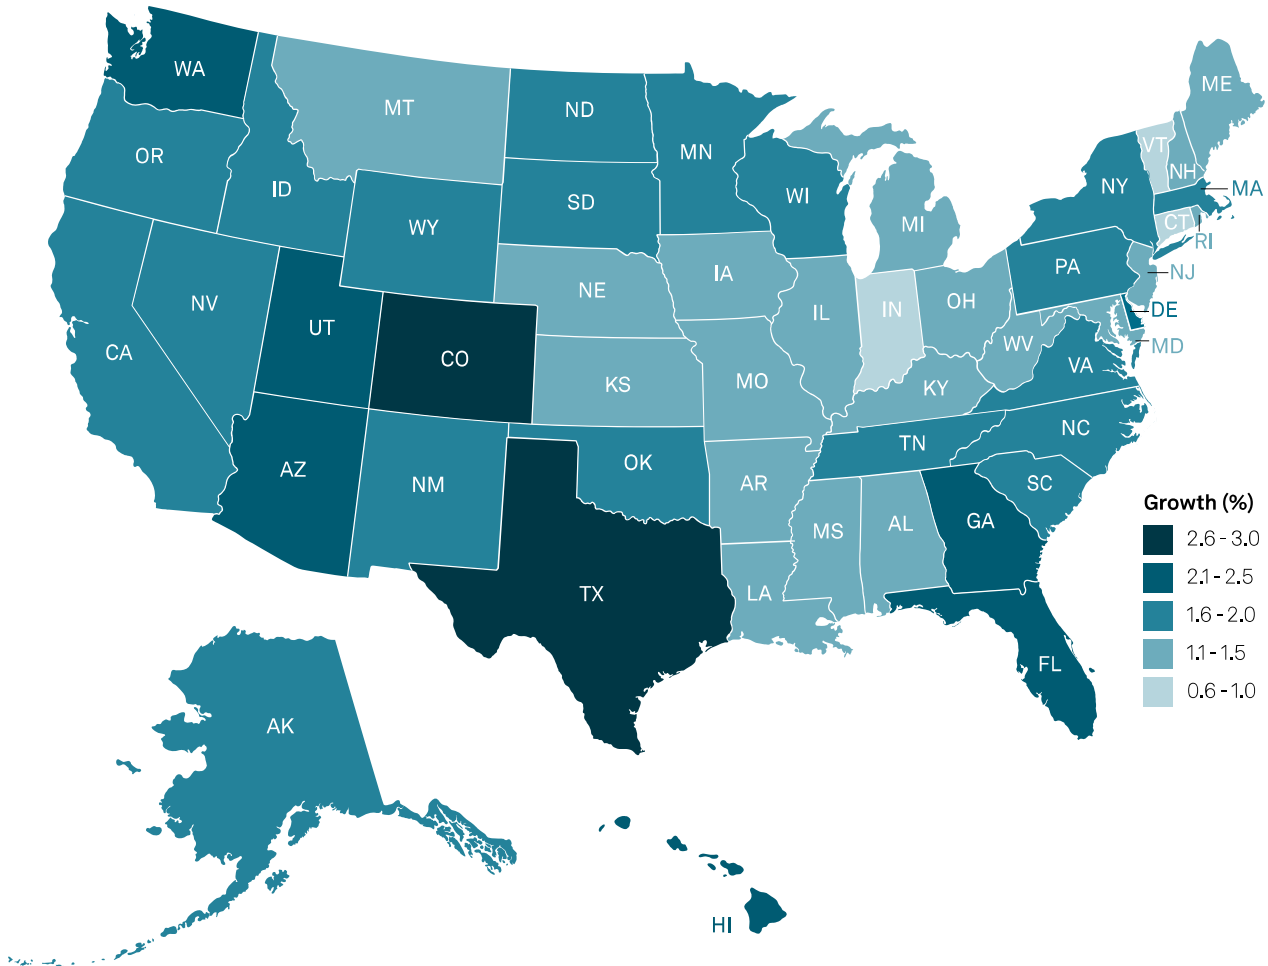 WA
MT
ND
MN
OR
ID
SD
WY
WI
MI
NY
VT
NH
ME
MA
CT
RI
NV
UT
CO
NE
IA
IL
IN
OH
PA
NJ
DE
MD
CA
KS
MO
KY
WV
VA
AZ
NM
OK
AR
TN
NC
SC
TX
LA
MS
AL
GA
FL
AK
HI
Growth (%)
2.6 - 3.0
2.1 - 2.5
1.6 - 2.0
1.1 - 1.5
0.6 - 1.0